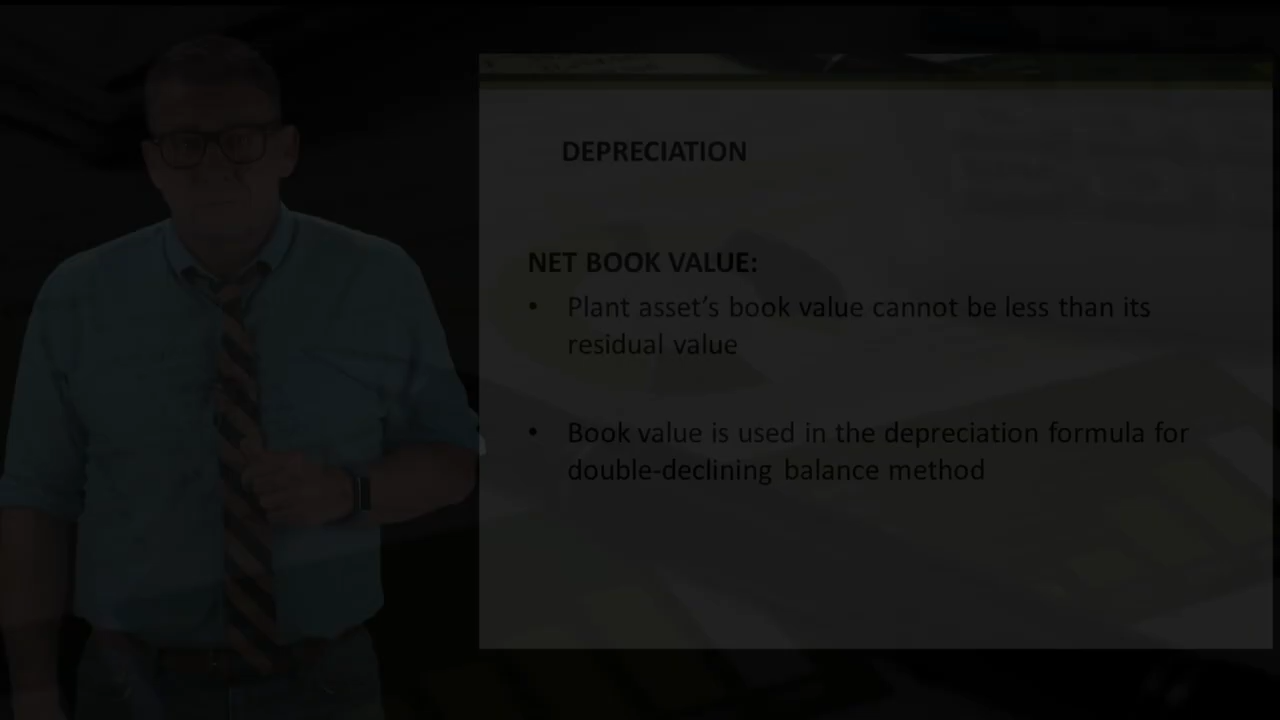 DEPRECIATION
NET BOOK VALUE:
• Plant asset’s book value cannot be less than its
residual value
• Book value is used in the depreciation formula for
double-declining balance method